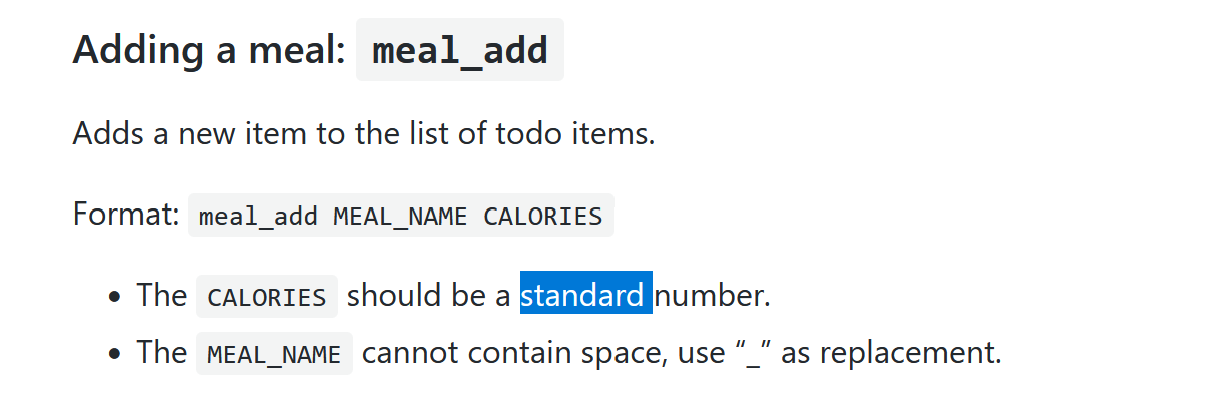 Adding a meal: meal_add
Adds a new item to the list of todo items.
Format: meal_add MEAL_NAME CALORIES
• The CALORIES should be a standard number.
• The MEAL_NAME cannot contain space, use “_” as replacement.